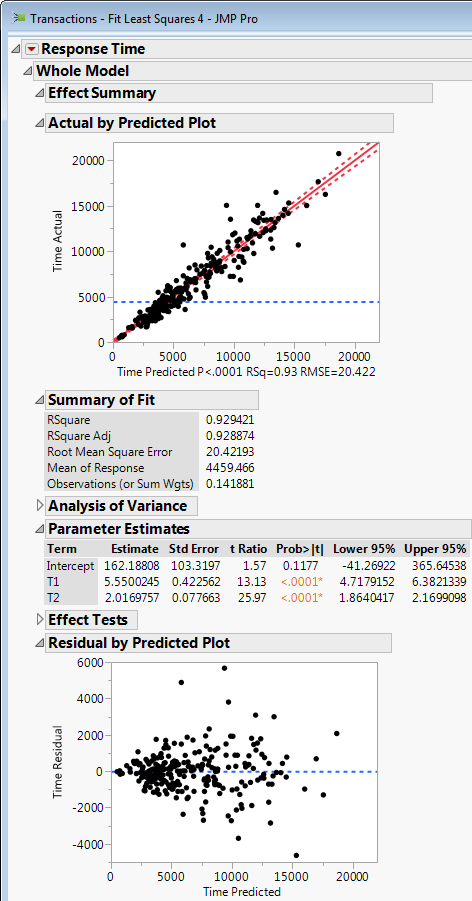 Transactions - Fit Least Squares 4 - JMP Pro
Response Time
Whole Model
Effect Summary
Actual by Predicted Plot
20000
15000
10000
5000
0
Time Actual
0 5000 10000 15000 20000
Time Predicted P<.0001 RSq=0.93 RMSE=20.422
Summary of Fit
RSquare 0.929421
RSquare Adj 0.928874
Root Mean Square Error 20.42193
Mean of Response 4459.466
Observations (or Sum Wgts) 0.141881
Analysis of Variance
Parameter Estimates
Term Estimate Std Error t Ratio Prob>|t| Lower 95% Upper 95%
Intercept 162.18808 103.3197 1.57 0.1177 -41.26922 365.64538
T1 5.5500245 0.422562 13.13 <.0001* 4.7179152 6.3821339
T2 2.0169757 0.077663 25.97 <.0001* 1.8640417 2.1699098
Effect Tests
Residual by Predicted Plot
6000
4000
2000
0
-2000
-4000
Time Residual
0 5000 10000 15000 20000
Time Predicted